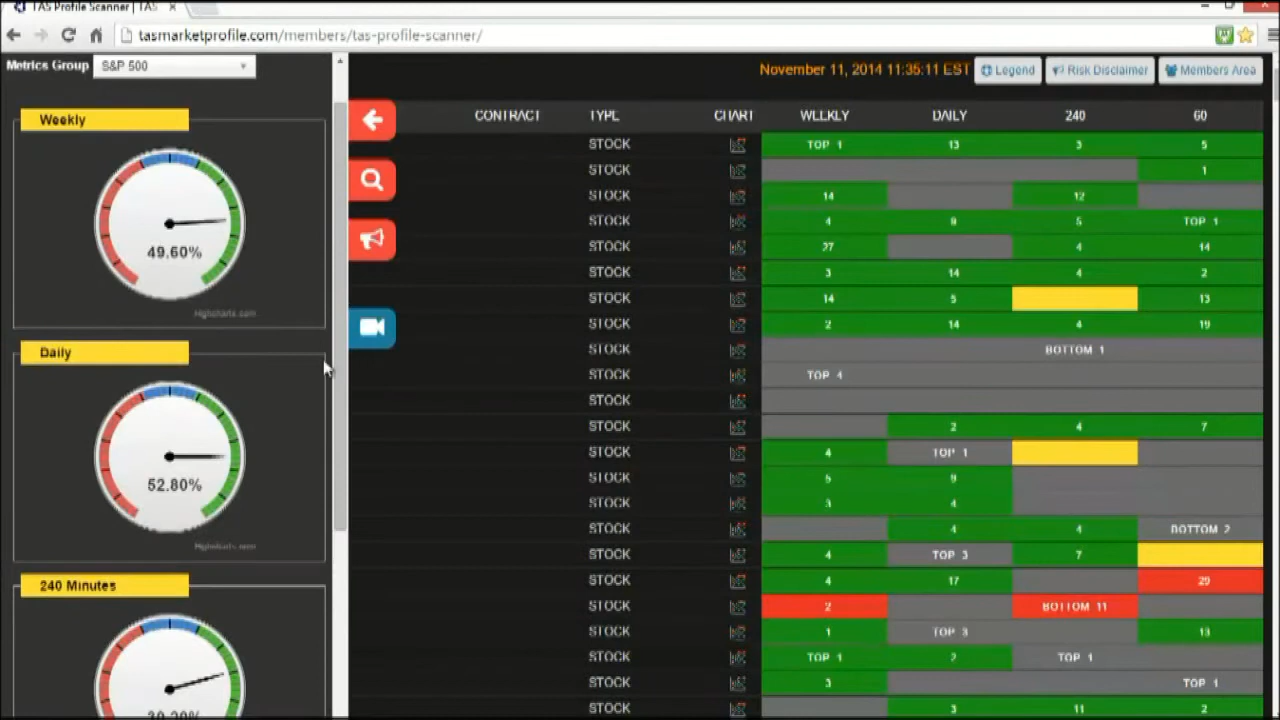 TAS Profile Scanner | TAS
tasmarketprofile.com/members/tas-profile-scanner/
Metrics Group S&P 500
November 11, 2014 11:35:11 EST Legend Risk Disclaimer Members Area
Weekly
49.60%
Highcharts.com
Daily
52.80%
Highcharts.com
240 Minutes
CONTRACT TYPE CHART WEEKLY DAILY 240 60
STOCK TOP 1 13 3 5
STOCK 1
STOCK 14 12
STOCK 4 9 5 TOP 1
STOCK 27 4 14
STOCK 3 14 4 2
STOCK 14 5 13
STOCK 2 14 4 19
STOCK BOTTOM 1
STOCK TOP 4
STOCK
STOCK 2 4 7
STOCK 4 TOP 1
STOCK 5 9
STOCK 3 4
STOCK 4 4 BOTTOM 2
STOCK 4 TOP 3 7
STOCK 4 17 29
STOCK 2 BOTTOM 11
STOCK 1 TOP 3 13
STOCK TOP 1 2 TOP 1
STOCK 3 TOP 1
STOCK 3 11 2